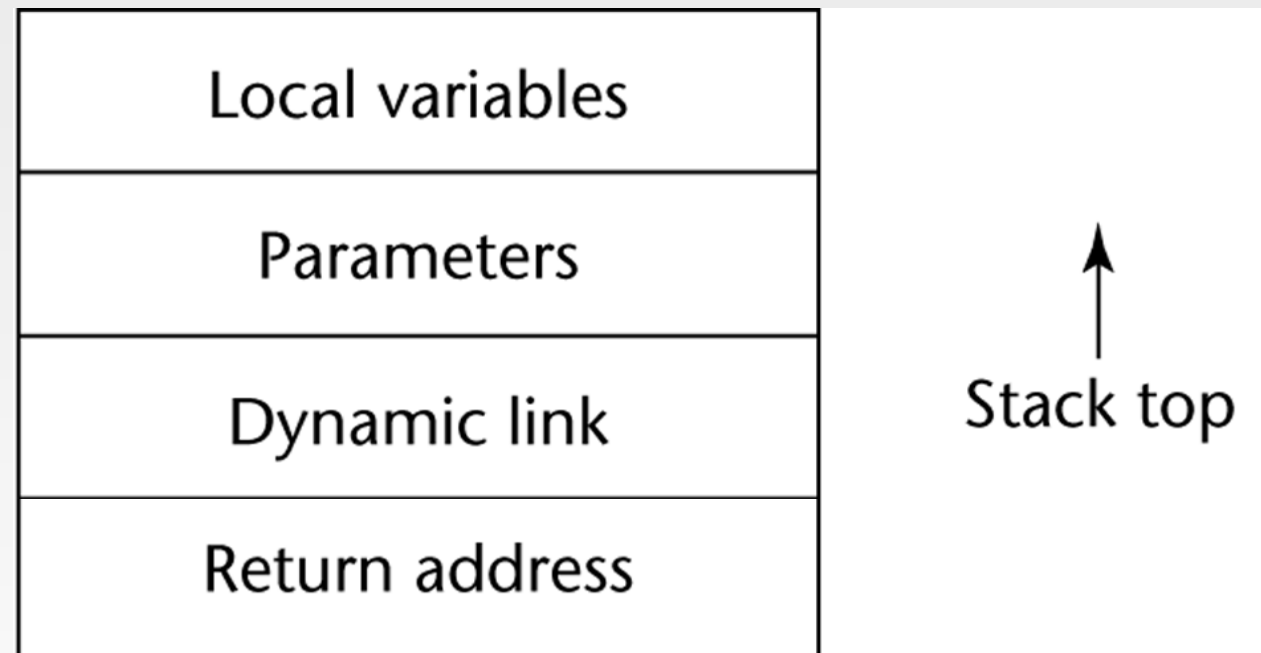 Local variables
Parameters
Dynamic link
Return address
Stack top